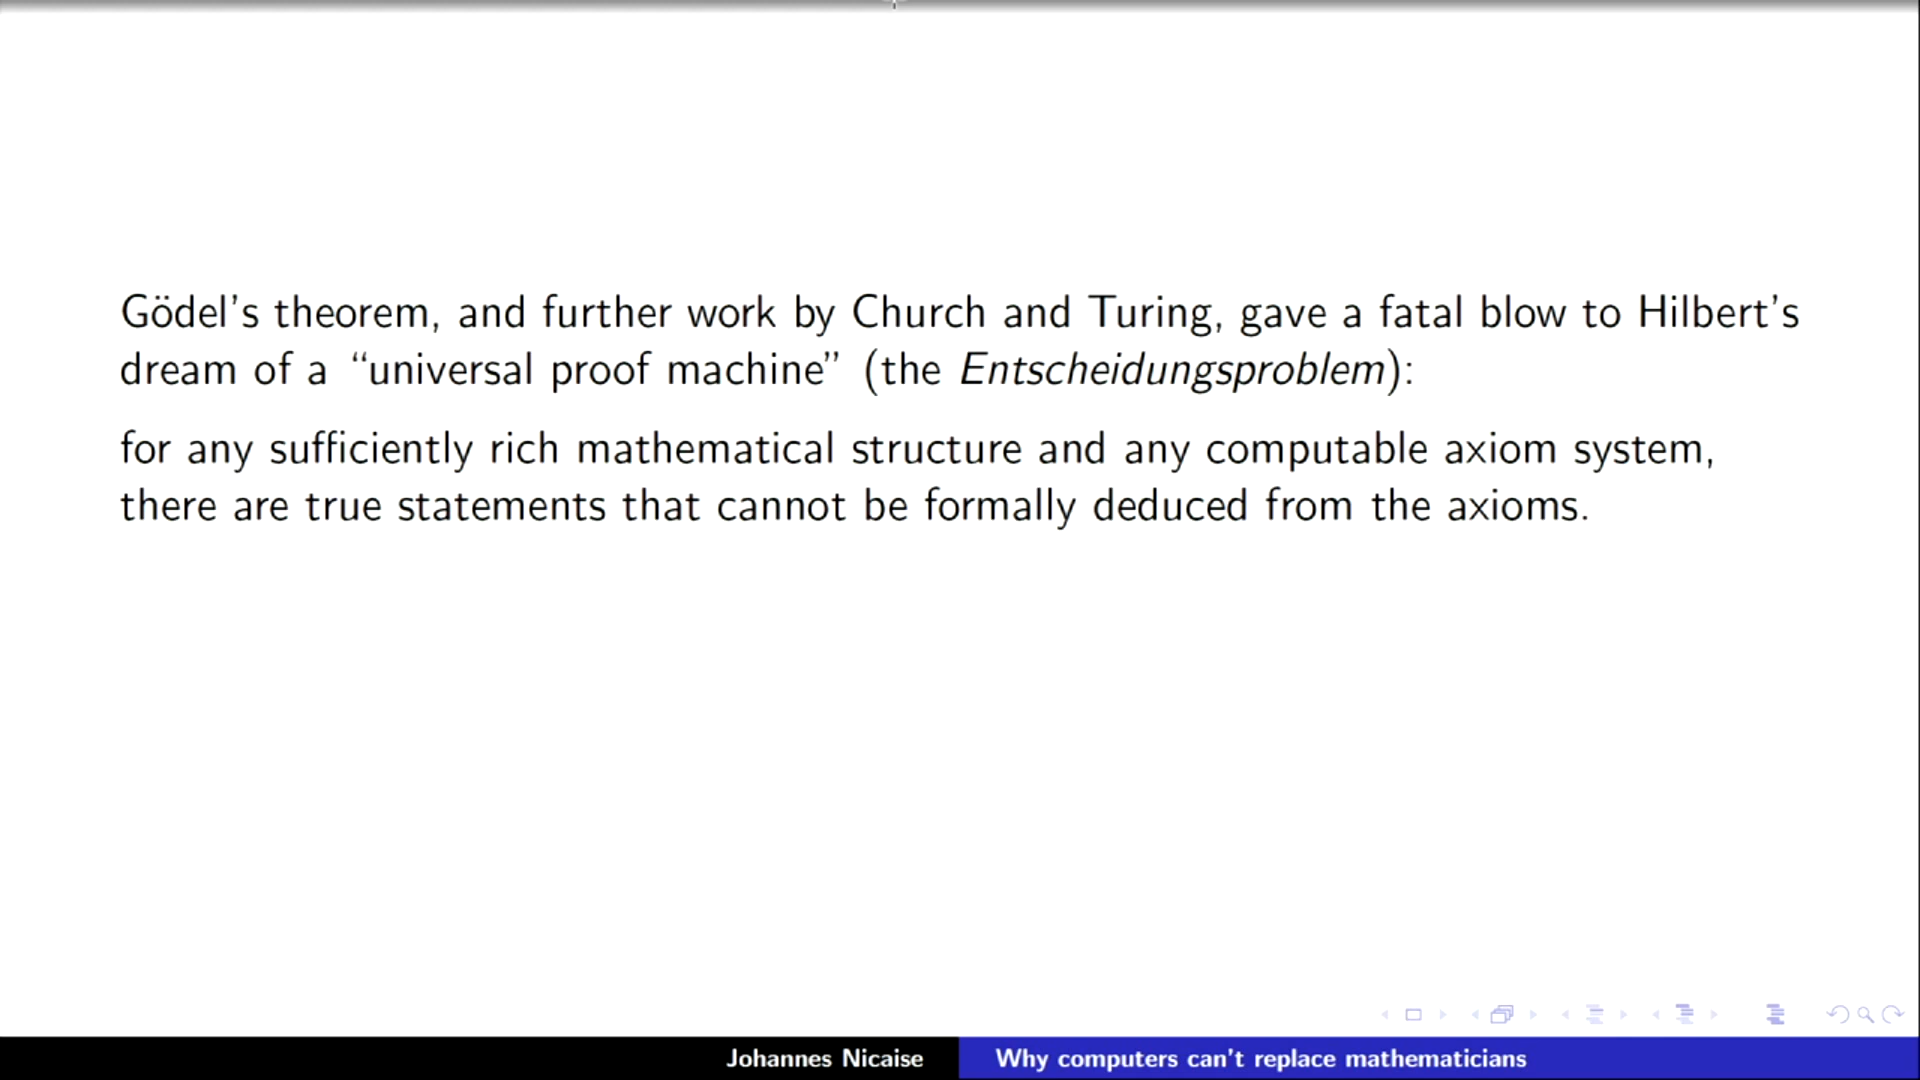 Gödel’s theorem, and further work by Church and Turing, gave a fatal blow to Hilbert’s
dream of a “universal proof machine” (the Entscheidungsproblem):
for any sufficiently rich mathematical structure and any computable axiom system,
there are true statements that cannot be formally deduced from the axioms.
Johannes Nicaise
Why computers can't replace mathematicians